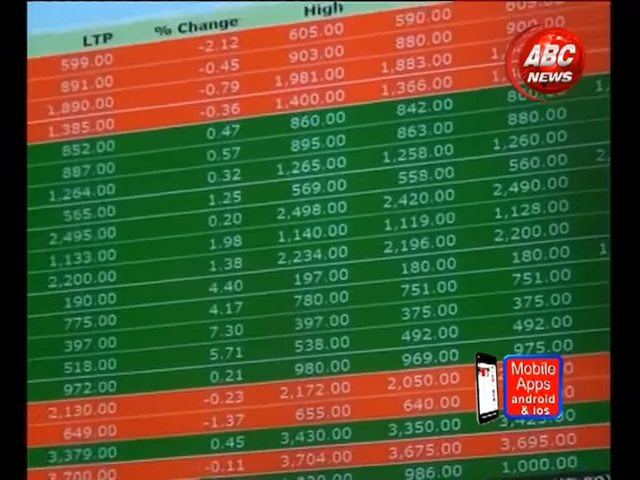 LTP % Change High
599.00 -2.12 605.00 590.00
891.00 -0.45 903.00 880.00 900.00
1,890.00 -0.79 1,981.00 1,883.00
1,385.00 -0.36 1,400.00 1,366.00
852.00 0.47 860.00 842.00
887.00 0.57 895.00 863.00 880.00
1,264.00 0.32 1,265.00 1,258.00 1,260.00
565.00 1.25 569.00 558.00 560.00
2,495.00 0.20 2,498.00 2,420.00 2,490.00
1,133.00 1.98 1,140.00 1,119.00 1,128.00
2,200.00 1.38 2,234.00 2,196.00 2,200.00
190.00 4.40 197.00 180.00 180.00
775.00 4.17 780.00 751.00 751.00
397.00 7.30 397.00 375.00 375.00
518.00 5.71 538.00 492.00 492.00
972.00 0.21 980.00 969.00 975.00
2,130.00 -0.23 2,172.00 2,050.00
649.00 -1.37 655.00 640.00
3,379.00 0.45 3,430.00 3,350.00
3,700.00 -0.11 3,704.00 3,675.00 3,695.00
986.00 1,000.00
ABC
NEWS
Mobile
Apps
android
& ios